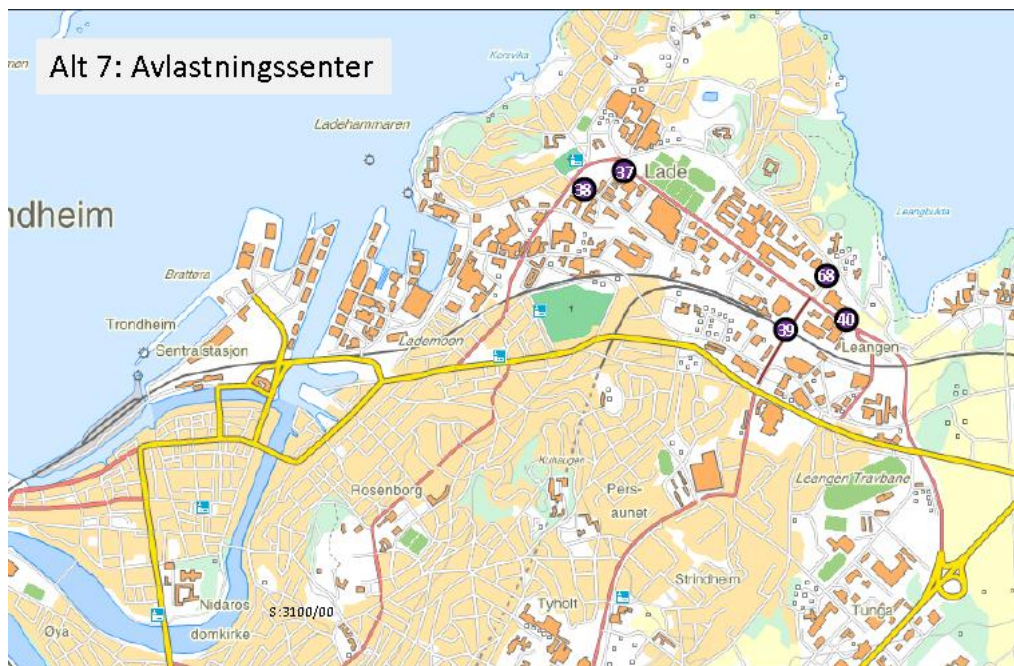 Alt 7: Avlastningssenter
Korsvika
Ladehammaren
37
Lade
38
ndheim
Leangbukta
Brattøra
68
Trondheim
40
39
Sentralstasjon
Lademoen
Leangen
Kuhaugen
Leangen Travbane
Rosenborg
Pers-
aunet
Strindheim
Nidaros
S:3100/00
Tyholt
Tunga
Øya
domkirke